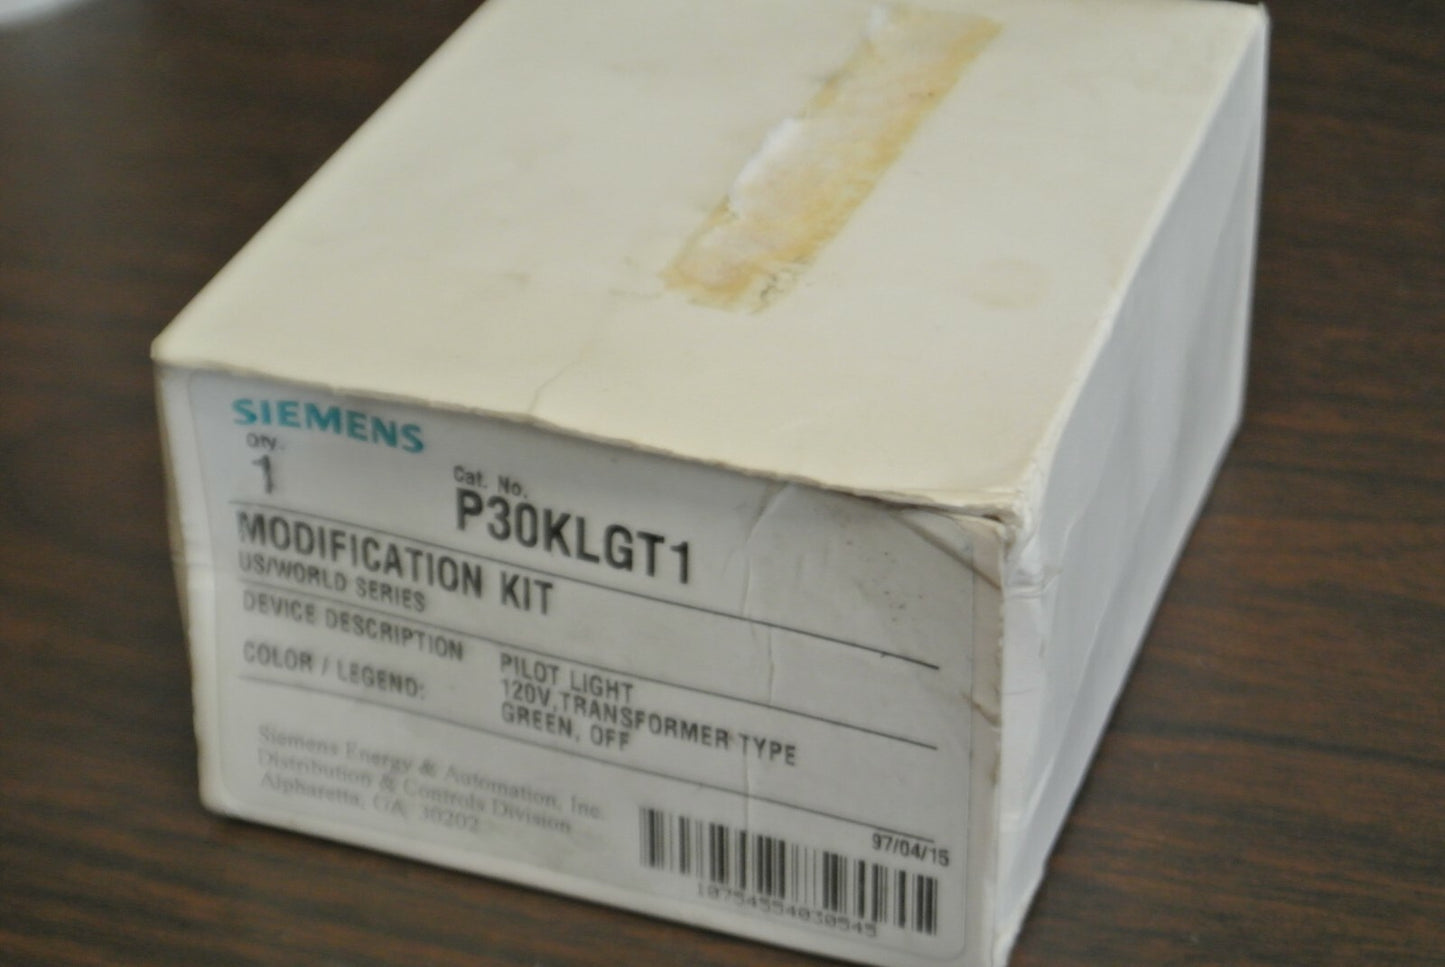 SIEMENS
QTY.
1
Cat. No.
P30KLGT1
MODIFICATION KIT
US/WORLD SERIES
DEVICE DESCRIPTION
PILOT LIGHT
120V,TRANSFORMER TYPE
COLOR / LEGEND:
GREEN, OFF
Siemens Energy & Automation, Inc.
Distribution & Controls Division
Alpharetta, GA 30202
97/04/15
10754554030545